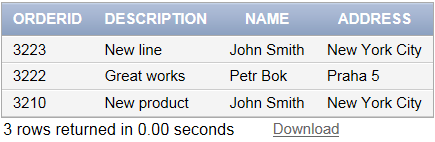 ORDERID DESCRIPTION NAME ADDRESS
3223 New line John Smith New York City
3222 Great works Petr Bok Praha 5
3210 New product John Smith New York City
3 rows returned in 0.00 seconds Download